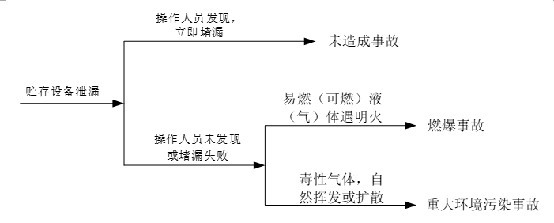 操作人员发现，
立即堵漏
未造成事故
贮存设备泄漏
易燃（可燃）液
（气）体遇明火
燃爆事故
操作人员未发现
或堵漏失败
毒性气体，自
然挥发或扩散
重大环境污染事故